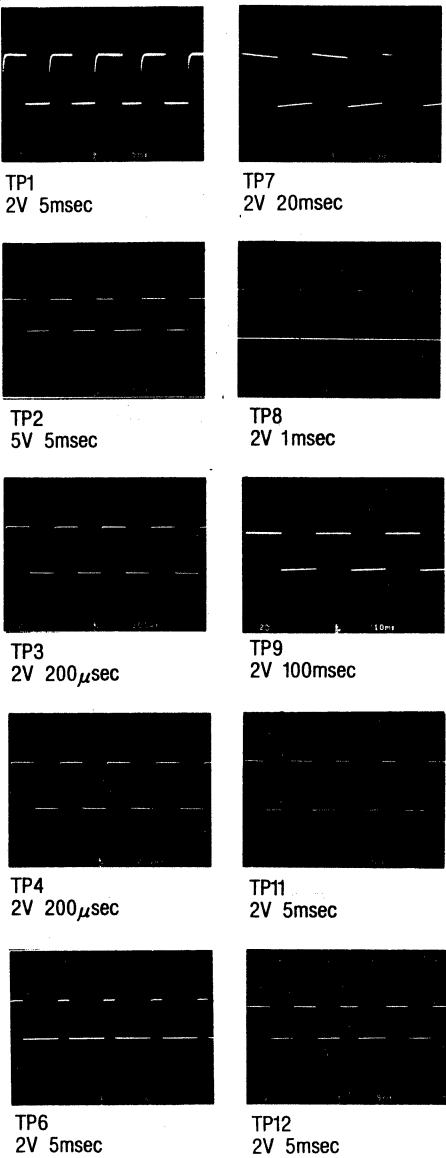 TP1
2V 5msec
TP7
2V 20msec
TP2
5V 5msec
TP8
2V 1msec
TP3
2V 200μsec
TP9
2V 100msec
TP4
2V 200μsec
TP11
2V 5msec
TP6
2V 5msec
TP12
2V 5msec